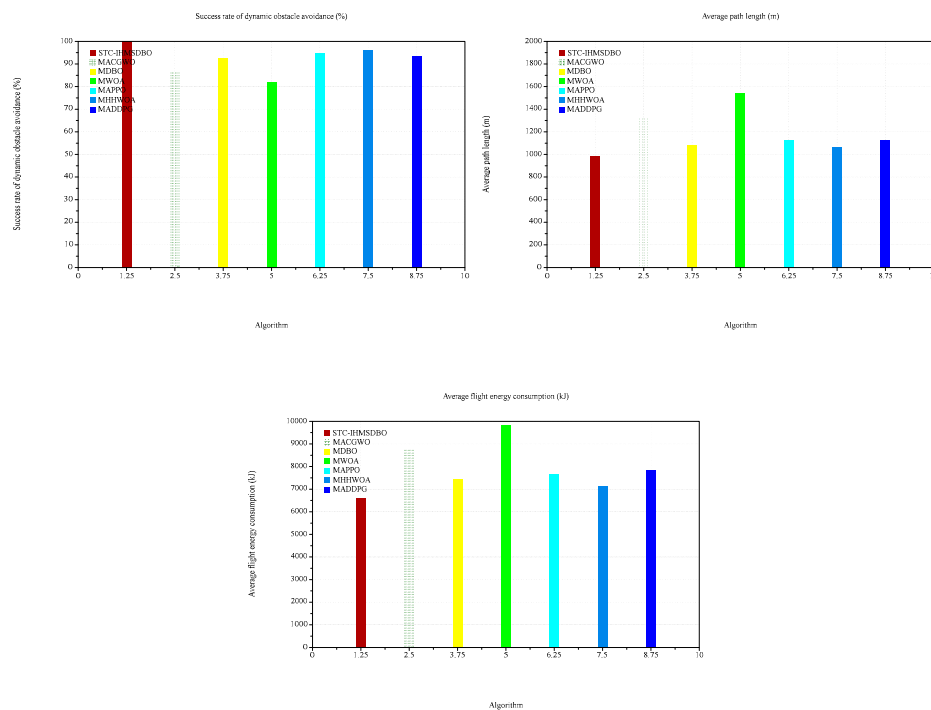 Success rate of dynamic obstacle avoidance (%)
Success rate of dynamic obstacle avoidance (%)
100
90
80
70
60
50
40
30
20
10
0
STC-IHMSDBO
MACGWO
MDBO
MWOA
MAPPO
MHHWOA
MADDPG
0 1.25 2.5 3.75 5 6.25 7.5 8.75 10
Algorithm
Average path length (m)
Average path length (m)
2000
1800
1600
1400
1200
1000
800
600
400
200
0
STC-IHMSDBO
MACGWO
MDBO
MWOA
MAPPO
MHHWOA
MADDPG
0 1.25 2.5 3.75 5 6.25 7.5 8.75
Algorithm
Average flight energy consumption (kJ)
Average flight energy consumption (kJ)
10000
9000
8000
7000
6000
5000
4000
3000
2000
1000
0
STC-IHMSDBO
MACGWO
MDBO
MWOA
MAPPO
MHHWOA
MADDPG
0 1.25 2.5 3.75 5 6.25 7.5 8.75 10
Algorithm